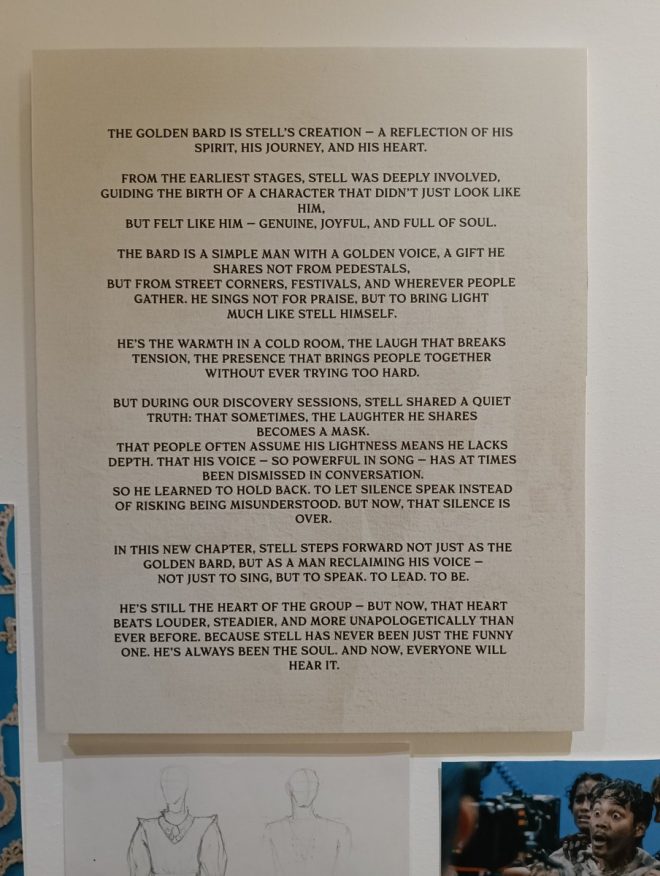 THE GOLDEN BARD IS STELL'S CREATION — A REFLECTION OF HIS
SPIRIT, HIS JOURNEY, AND HIS HEART.
FROM THE EARLIEST STAGES, STELL WAS DEEPLY INVOLVED,
GUIDING THE BIRTH OF A CHARACTER THAT DIDN'T JUST LOOK LIKE
HIM,
BUT FELT LIKE HIM — GENUINE, JOYFUL, AND FULL OF SOUL.
THE BARD IS A SIMPLE MAN WITH A GOLDEN VOICE, A GIFT HE
SHARES NOT FROM PEDESTALS,
BUT FROM STREET CORNERS, FESTIVALS, AND WHEREVER PEOPLE
GATHER. HE SINGS NOT FOR PRAISE, BUT TO BRING LIGHT
MUCH LIKE STELL HIMSELF.
HE'S THE WARMTH IN A COLD ROOM, THE LAUGH THAT BREAKS
TENSION, THE PRESENCE THAT BRINGS PEOPLE TOGETHER
WITHOUT EVER TRYING TOO HARD.
BUT DURING OUR DISCOVERY SESSIONS, STELL SHARED A QUIET
TRUTH: THAT SOMETIMES, THE LAUGHTER HE SHARES
BECOMES A MASK.
THAT PEOPLE OFTEN ASSUME HIS LIGHTNESS MEANS HE LACKS
DEPTH. THAT HIS VOICE — SO POWERFUL IN SONG — HAS AT TIMES
BEEN DISMISSED IN CONVERSATION.
SO HE LEARNED TO HOLD BACK. TO LET SILENCE SPEAK INSTEAD
OF RISKING BEING MISUNDERSTOOD. BUT NOW, THAT SILENCE IS
OVER.
IN THIS NEW CHAPTER, STELL STEPS FORWARD NOT JUST AS THE
GOLDEN BARD, BUT AS A MAN RECLAIMING HIS VOICE —
NOT JUST TO SING, BUT TO SPEAK. TO LEAD. TO BE.
HE'S STILL THE HEART OF THE GROUP — BUT NOW, THAT HEART
BEATS LOUDER, STEADIER, AND MORE UNAPOLOGETICALLY THAN
EVER BEFORE. BECAUSE STELL HAS NEVER BEEN JUST THE FUNNY
ONE. HE'S ALWAYS BEEN THE SOUL. AND NOW, EVERYONE WILL
HEAR IT.